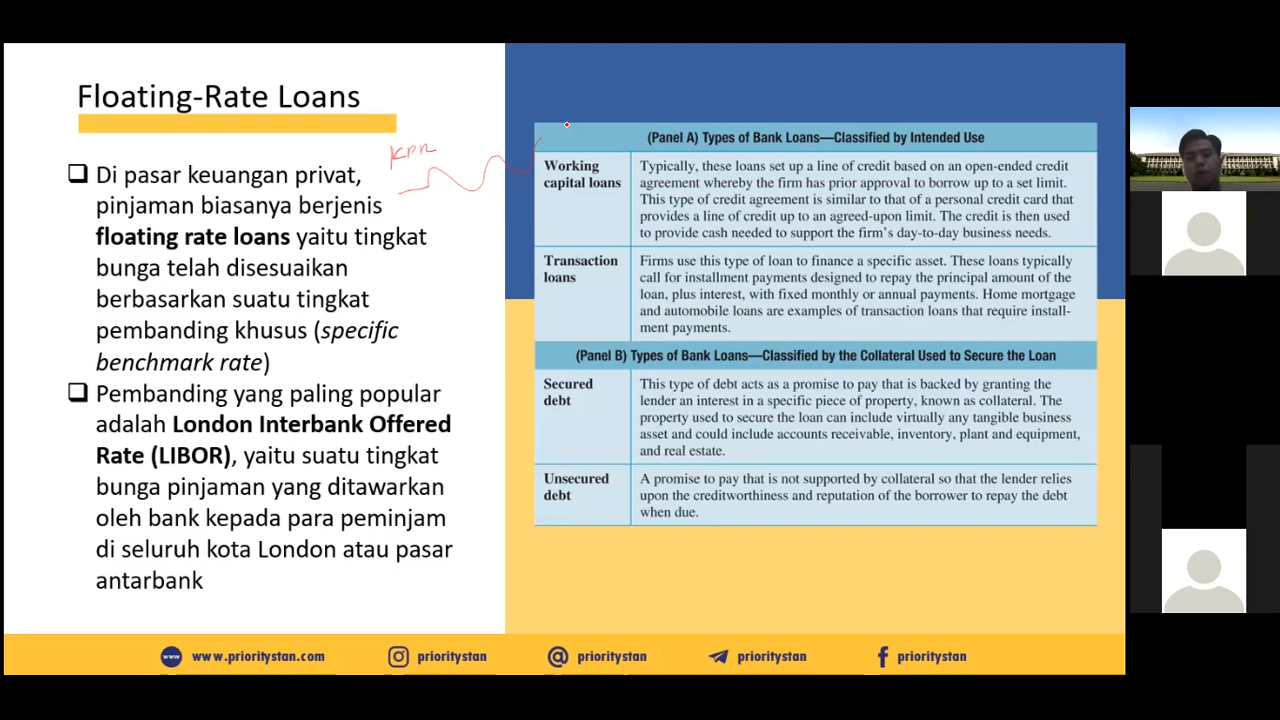 Floating-Rate Loans
KPR
❑ Di pasar keuangan privat,
pinjaman biasanya berjenis
floating rate loans yaitu tingkat
bunga telah disesuaikan
berbasarkan suatu tingkat
pembanding khusus (specific
benchmark rate)
❑ Pembanding yang paling popular
adalah London Interbank Offered
Rate (LIBOR), yaitu suatu tingkat
bunga pinjaman yang ditawarkan
oleh bank kepada para peminjam
di seluruh kota London atau pasar
antarbank
(Panel A) Types of Bank Loans—Classified by Intended Use
Working
capital loans
Typically, these loans set up a line of credit based on an open-ended credit
agreement whereby the firm has prior approval to borrow up to a set limit.
This type of credit agreement is similar to that of a personal credit card that
provides a line of credit up to an agreed-upon limit. The credit is then used
to provide cash needed to support the firm's day-to-day business needs.
Transaction
loans
Firms use this type of loan to finance a specific asset. These loans typically
call for installment payments designed to repay the principal amount of the
loan, plus interest, with fixed monthly or annual payments. Home mortgage
and automobile loans are examples of transaction loans that require install-
ment payments.
(Panel B) Types of Bank Loans—Classified by the Collateral Used to Secure the Loan
Secured
debt
This type of debt acts as a promise to pay that is backed by granting the
lender an interest in a specific piece of property, known as collateral. The
property used to secure the loan can include virtually any tangible business
asset and could include accounts receivable, inventory, plant and equipment,
and real estate.
Unsecured
debt
A promise to pay that is not supported by collateral so that the lender relies
upon the creditworthiness and reputation of the borrower to repay the debt
when due.
www www.prioritystan.com
prioritystan
@ prioritystan
prioritystan
f prioritystan